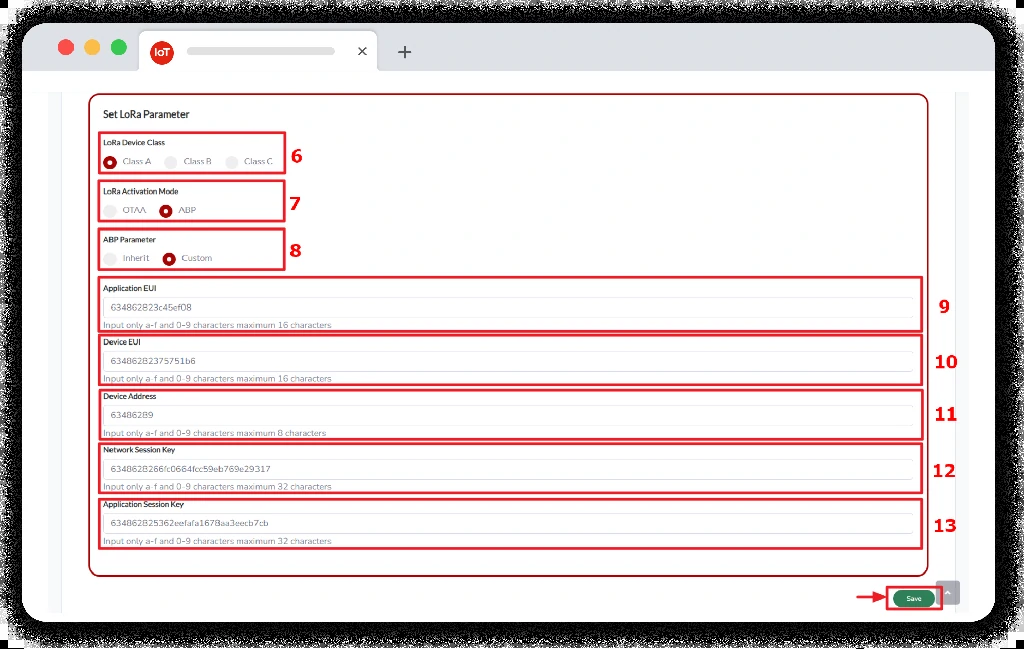 IoT
Set LoRa Parameter
LoRa Device Class
Class A Class B Class C
6
LoRa Activation Mode
OTAA ABP
7
ABP Parameter
Inherit Custom
8
Application EUI
634862823c45ef08
Input only a-f and 0-9 characters maximum 16 characters
9
Device EUI
63486282375751b6
Input only a-f and 0-9 characters maximum 16 characters
10
Device Address
63486289
Input only a-f and 0-9 characters maximum 8 characters
11
Network Session Key
6348628266fc0664fcc59eb769e29317
Input only a-f and 0-9 characters maximum 32 characters
12
Application Session Key
634862825362eefafa1678aa3eecb7cb
Input only a-f and 0-9 characters maximum 32 characters
13
Save